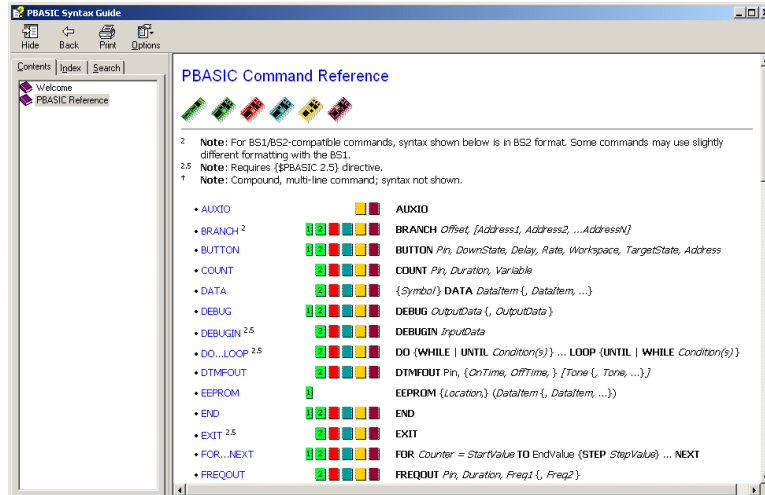 PBASIC Syntax Guide
Hide Back Print Options
Contents Index Search
Welcome
PBASIC Reference
PBASIC Command Reference
2 Note: For BS1/BS2-compatible commands, syntax shown below is in BS2 format. Some commands may use slightly
different formatting with the BS1.
2.5 Note: Requires {$PBASIC 2.5} directive.
† Note: Compound, multi-line command; syntax not shown.
• AUXIO AUXIO
• BRANCH 2 1 2 BRANCH Offset, [Address1, Address2, ...AddressN]
• BUTTON 1 2 BUTTON Pin, DownState, Delay, Rate, Workspace, TargetState, Address
• COUNT 2 COUNT Pin, Duration, Variable
• DATA 2 {Symbol} DATA DataItem {, DataItem, ...}
• DEBUG 1 2 DEBUG OutputData {, OutputData}
• DEBUGIN 2.5 2 DEBUGIN InputData
• DO...LOOP 2.5 2 DO {WHILE | UNTIL Condition(s)} ... LOOP {UNTIL | WHILE Condition(s)}
• DTMFOUT 2 DTMFOUT Pin, {OnTime, OffTime, } [Tone {, Tone, ...}]
• EEPROM 1 EEPROM {Location,} (DataItem {, DataItem, ...})
• END 1 2 END
• EXIT 2.5 2 EXIT
• FOR...NEXT 1 2 FOR Counter = StartValue TO EndValue {STEP StepValue} ... NEXT
• FREQOUT 2 FREQOUT Pin, Duration, Freq1 {, Freq2}